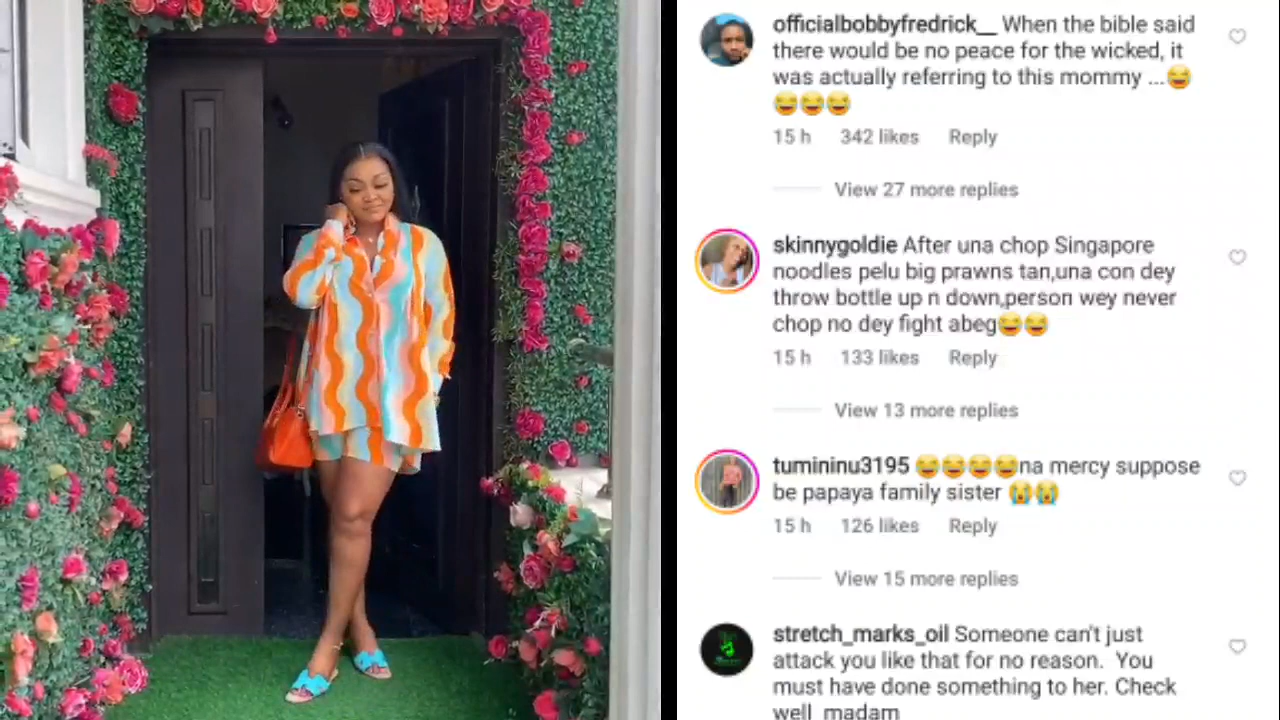 officialbobbyfredrick__ When the bible said
there would be no peace for the wicked, it
was actually referring to this mommy ...😂
😂😂😂
15 h 342 likes Reply
View 27 more replies
skinnygoldie After una chop Singapore
noodles pelu big prawns tan,una con dey
throw bottle up n down,person wey never
chop no dey fight abeg😂😂
15 h 133 likes Reply
View 13 more replies
tumininu3195 😂😂😂😂na mercy suppose
be papaya family sister 😭😭
15 h 126 likes Reply
View 15 more replies
stretch_marks_oil Someone can't just
attack you like that for no reason. You
must have done something to her. Check
well madam